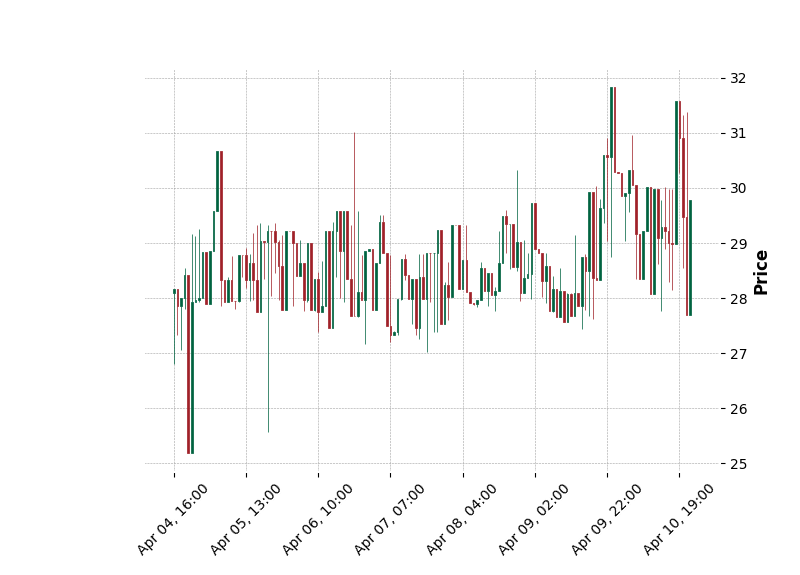 32
31
30
29
28
27
26
25
Price
Apr 04, 16:00
Apr 05, 13:00
Apr 06, 10:00
Apr 07, 07:00
Apr 08, 04:00
Apr 09, 02:00
Apr 09, 22:00
Apr 10, 19:00